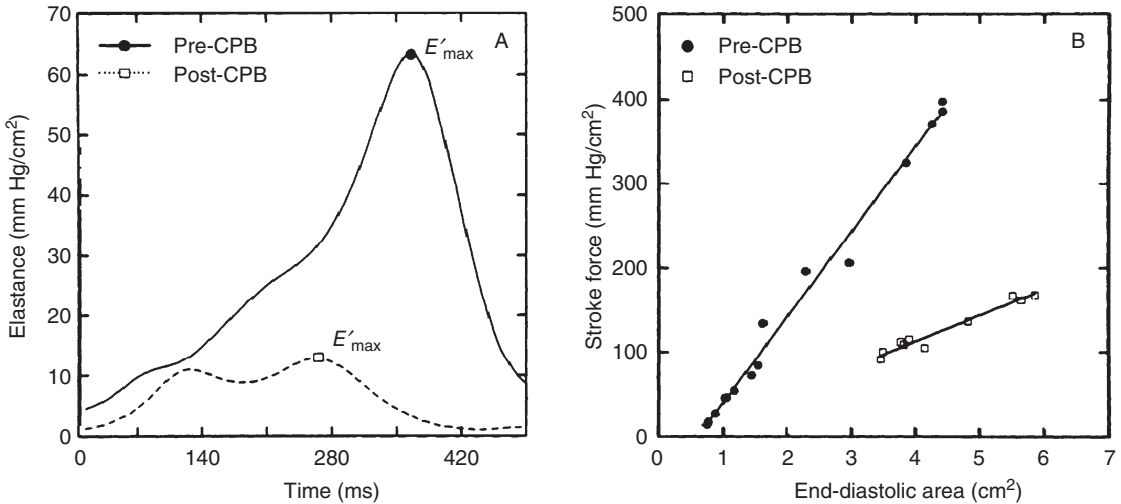 70
60
50
40
30
20
10
0
Elastance (mm Hg/cm²)
Pre-CPB
Post-CPB
A
E′max
E′max
0 140 280 420
Time (ms)
500
400
300
200
100
0
Stroke force (mm Hg/cm²)
Pre-CPB
Post-CPB
B
0 1 2 3 4 5 6 7
End-diastolic area (cm²)